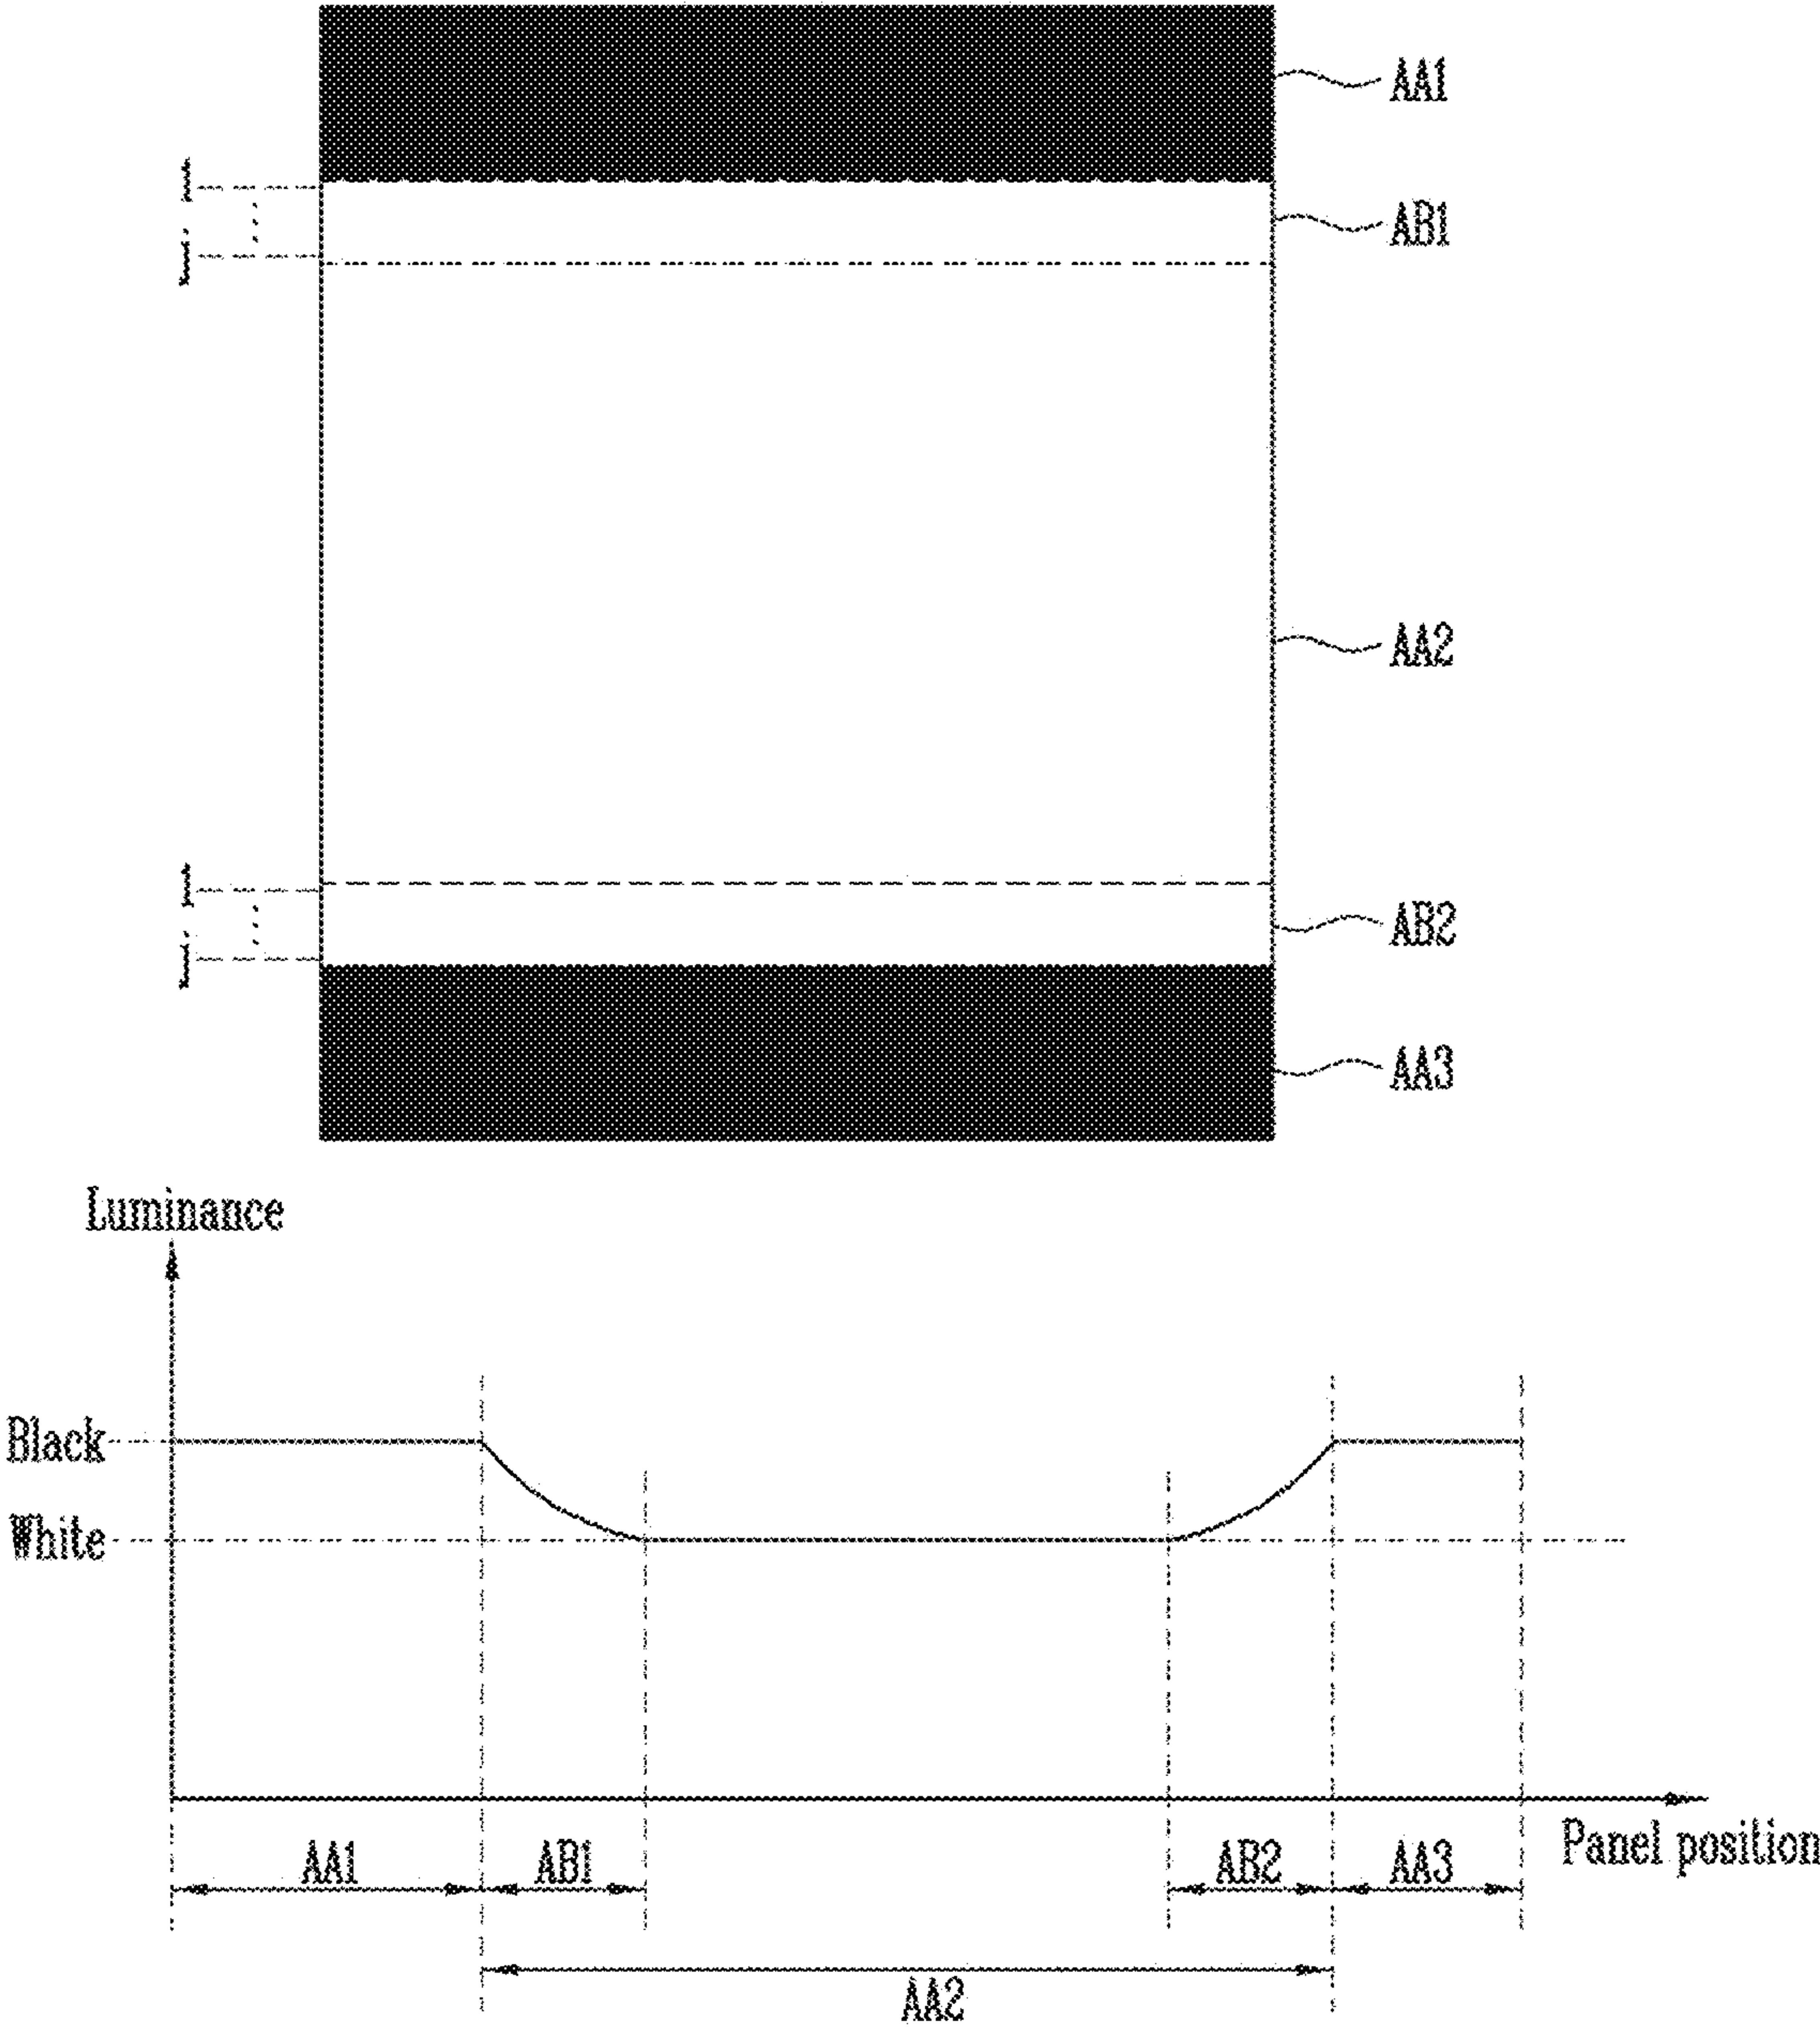 AA1
1
AB1
j
AA2
1
AB2
j
AA3
Luminance
Black
White
Panel position
AA1
AB1
AB2
AA3
AA2